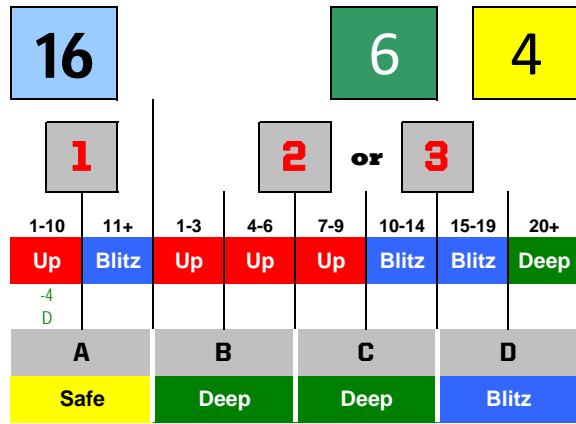 16 6 4
1 2 or 3
1-10 11+ 1-3 4-6 7-9 10-14 15-19 20+
Up Blitz Up Up Up Blitz Blitz Deep
-4
D
A B C D
Safe Deep Deep Blitz